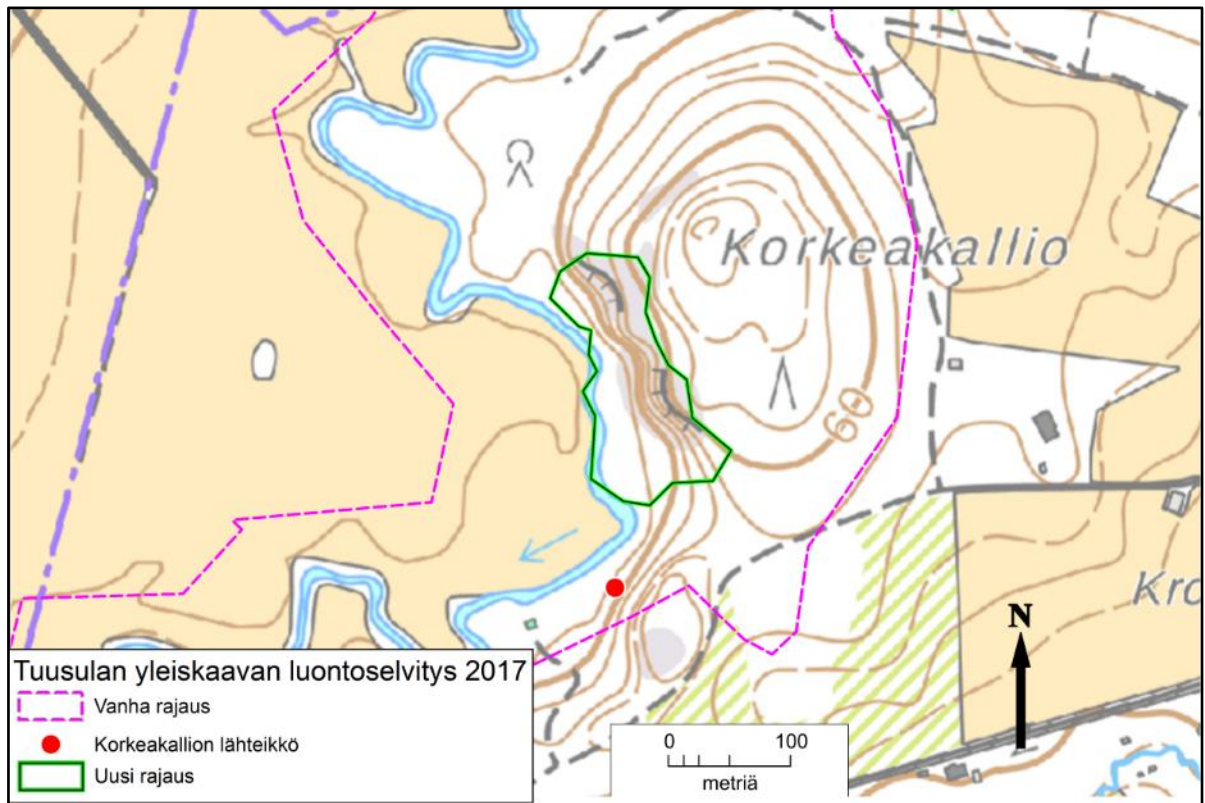 Korkeakallio
60
Kro
N
Tuusulan yleiskaavan luontoselvitys 2017
Vanha rajaus
Korkeakallion lähteikkö
Uusi rajaus
0 100
metriä